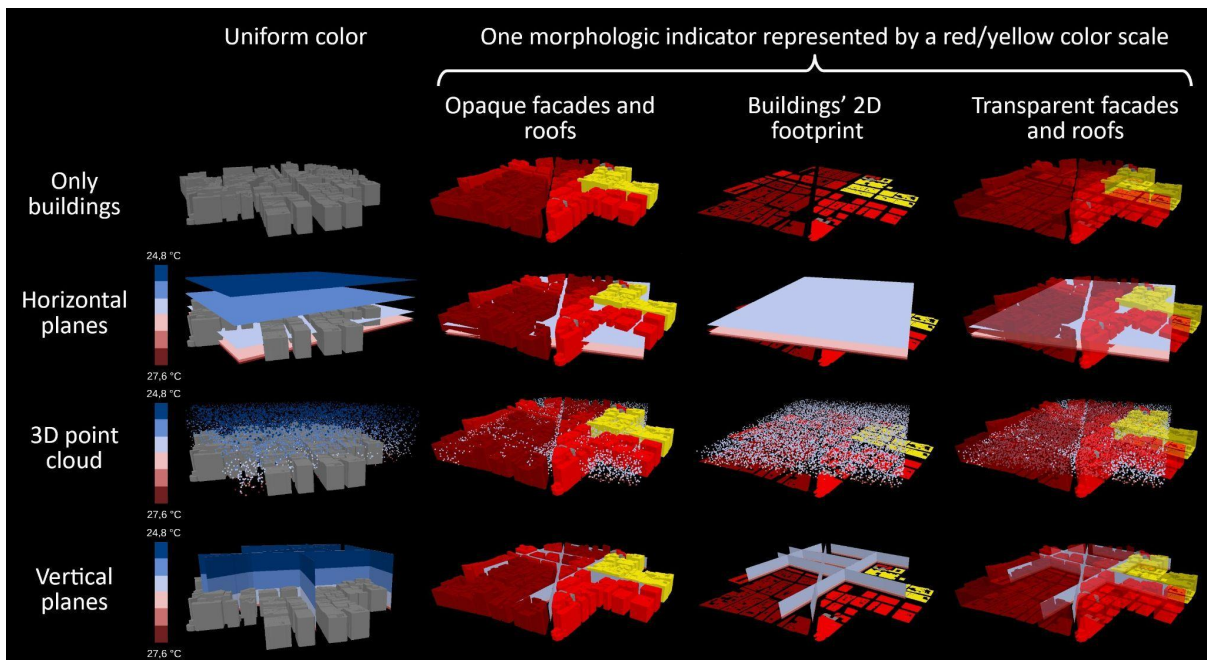 Uniform color
One morphologic indicator represented by a red/yellow color scale
Opaque facades and
roofs
Buildings’ 2D
footprint
Transparent facades
and roofs
Only
buildings
24,8 °C
Horizontal
planes
27,6 °C
24,8 °C
3D point
cloud
27,6 °C
24,8 °C
Vertical
planes
27,6 °C